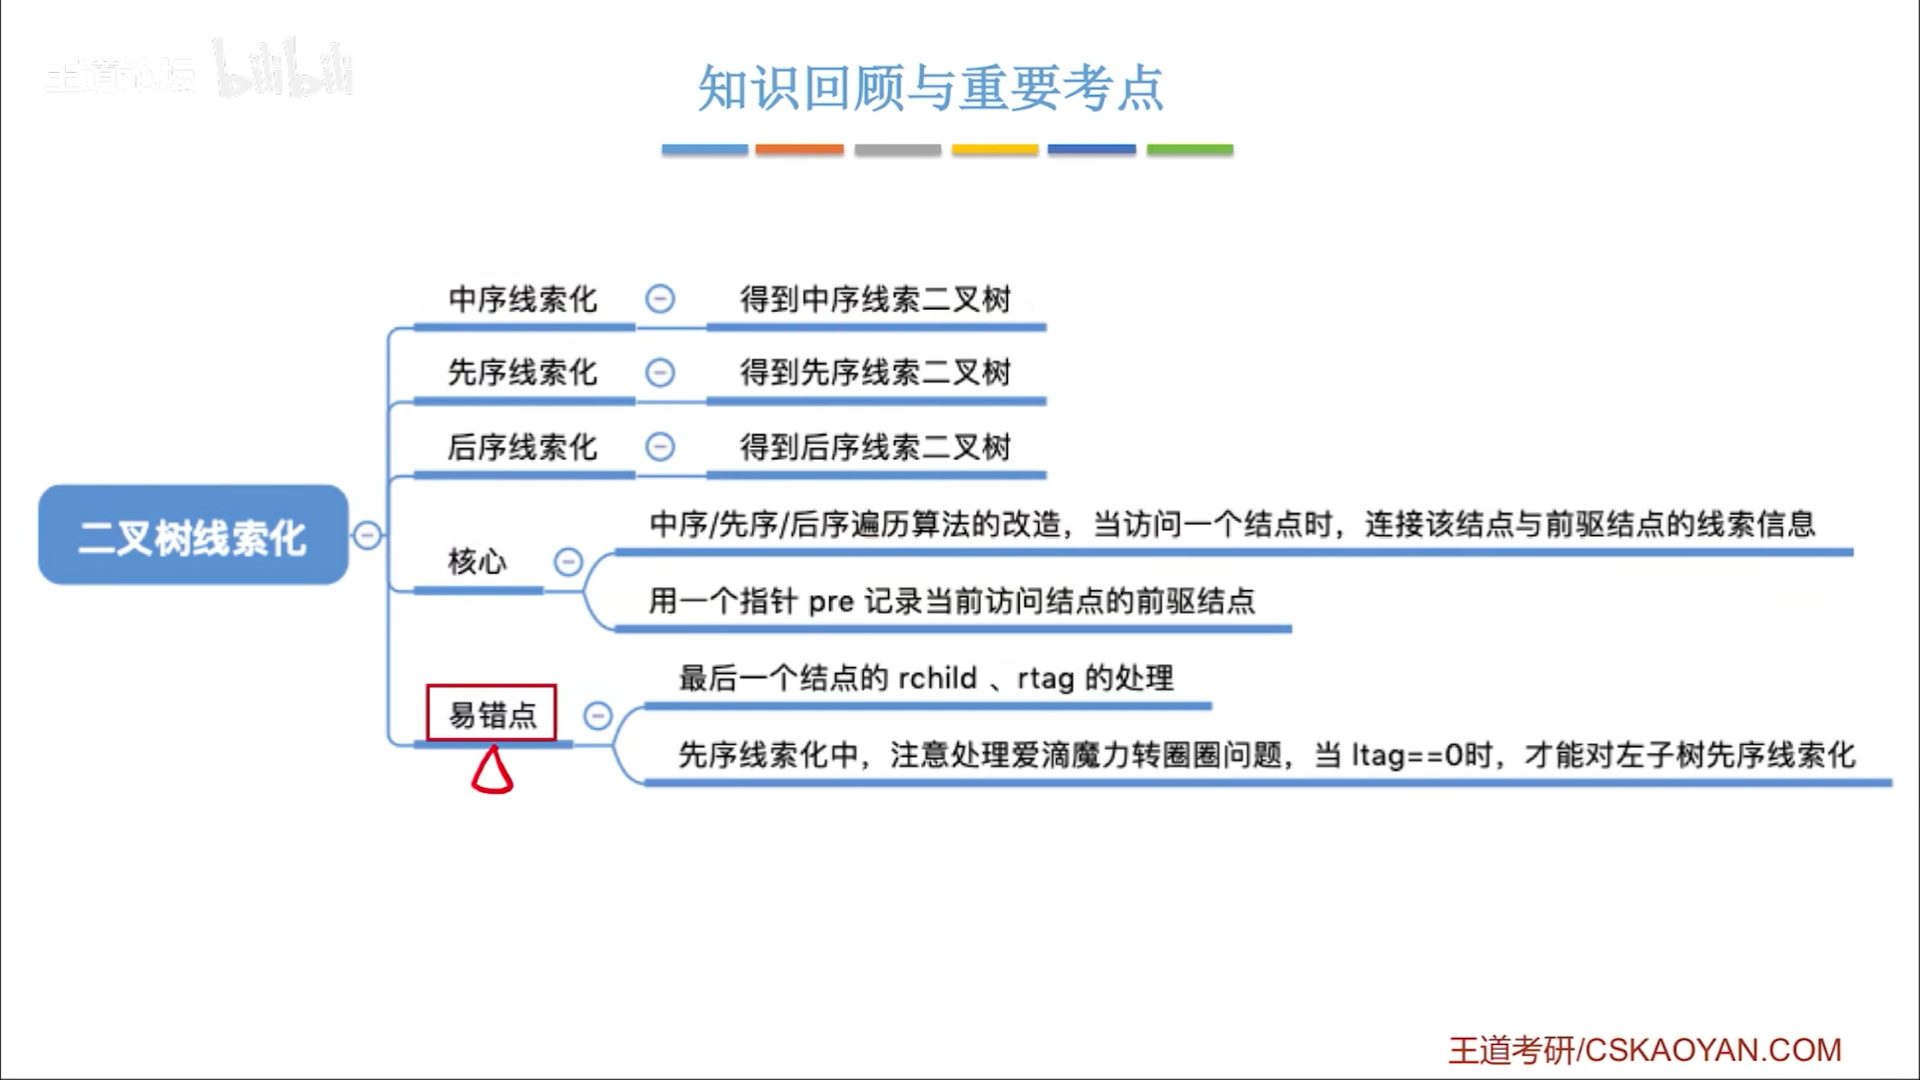 王道论坛 bilibili
知识回顾与重要考点
中序线索化 得到中序线索二叉树
先序线索化 得到先序线索二叉树
后序线索化 得到后序线索二叉树
二叉树线索化
核心
中序/先序/后序遍历算法的改造，当访问一个结点时，连接该结点与前驱结点的线索信息
用一个指针 pre 记录当前访问结点的前驱结点
易错点
最后一个结点的 rchild 、rtag 的处理
先序线索化中，注意处理爱滴魔力转圈圈问题，当 ltag==0时，才能对左子树先序线索化
王道考研/CSKAOYAN.COM